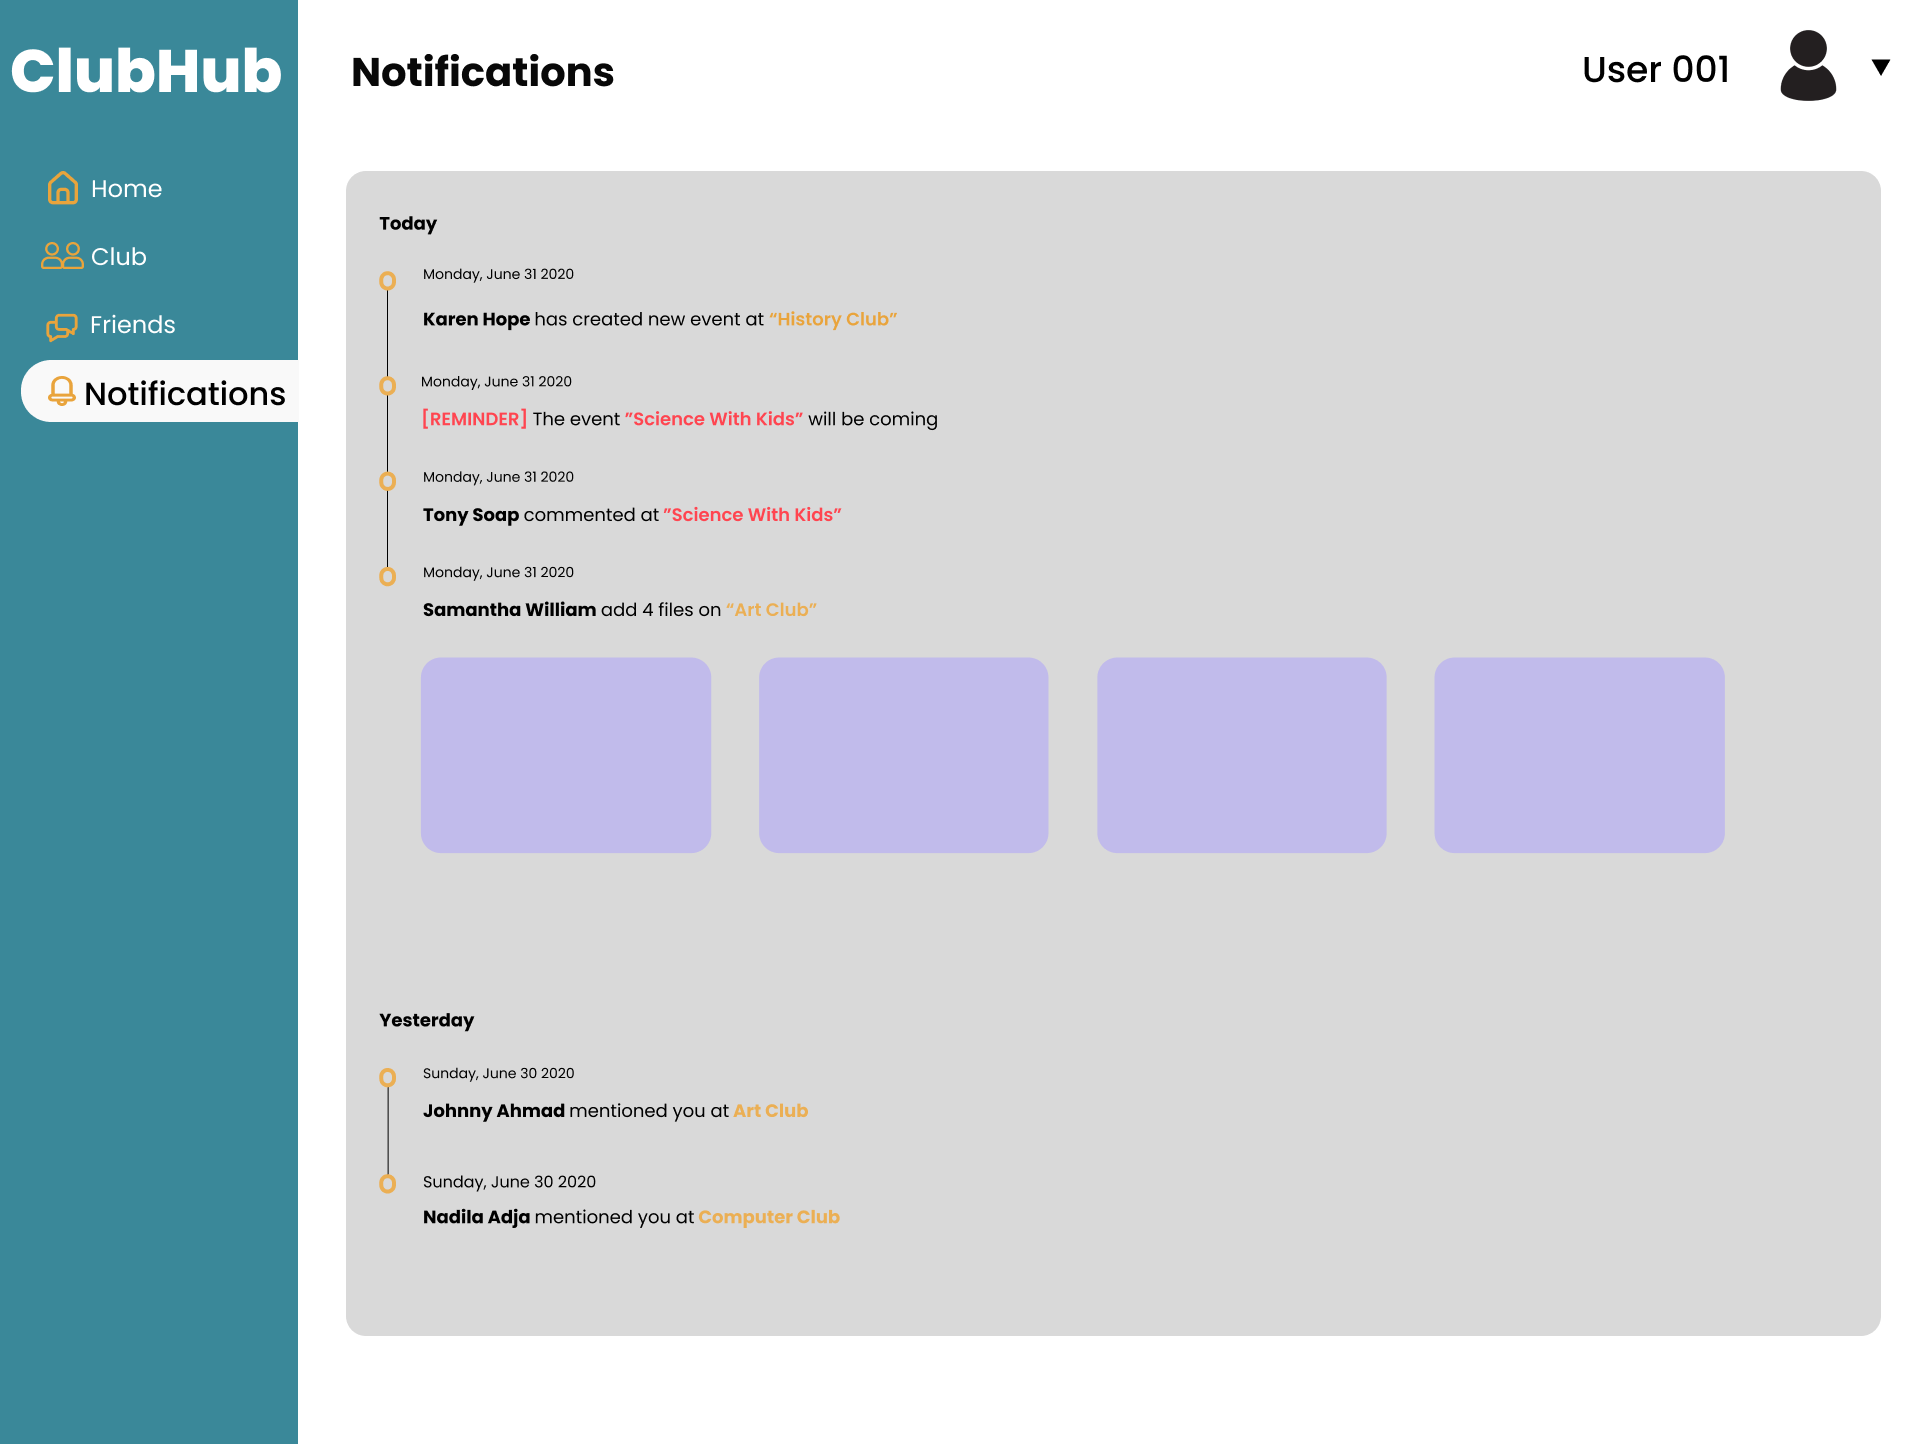 ClubHub
Notifications
User 001
Home
Club
Friends
Notifications
Today
Monday, June 31 2020
Karen Hope has created new event at “History Club”
Monday, June 31 2020
[REMINDER] The event ”Science With Kids” will be coming
Monday, June 31 2020
Tony Soap commented at ”Science With Kids”
Monday, June 31 2020
Samantha William add 4 files on “Art Club”
Yesterday
Sunday, June 30 2020
Johnny Ahmad mentioned you at Art Club
Sunday, June 30 2020
Nadila Adja mentioned you at Computer Club